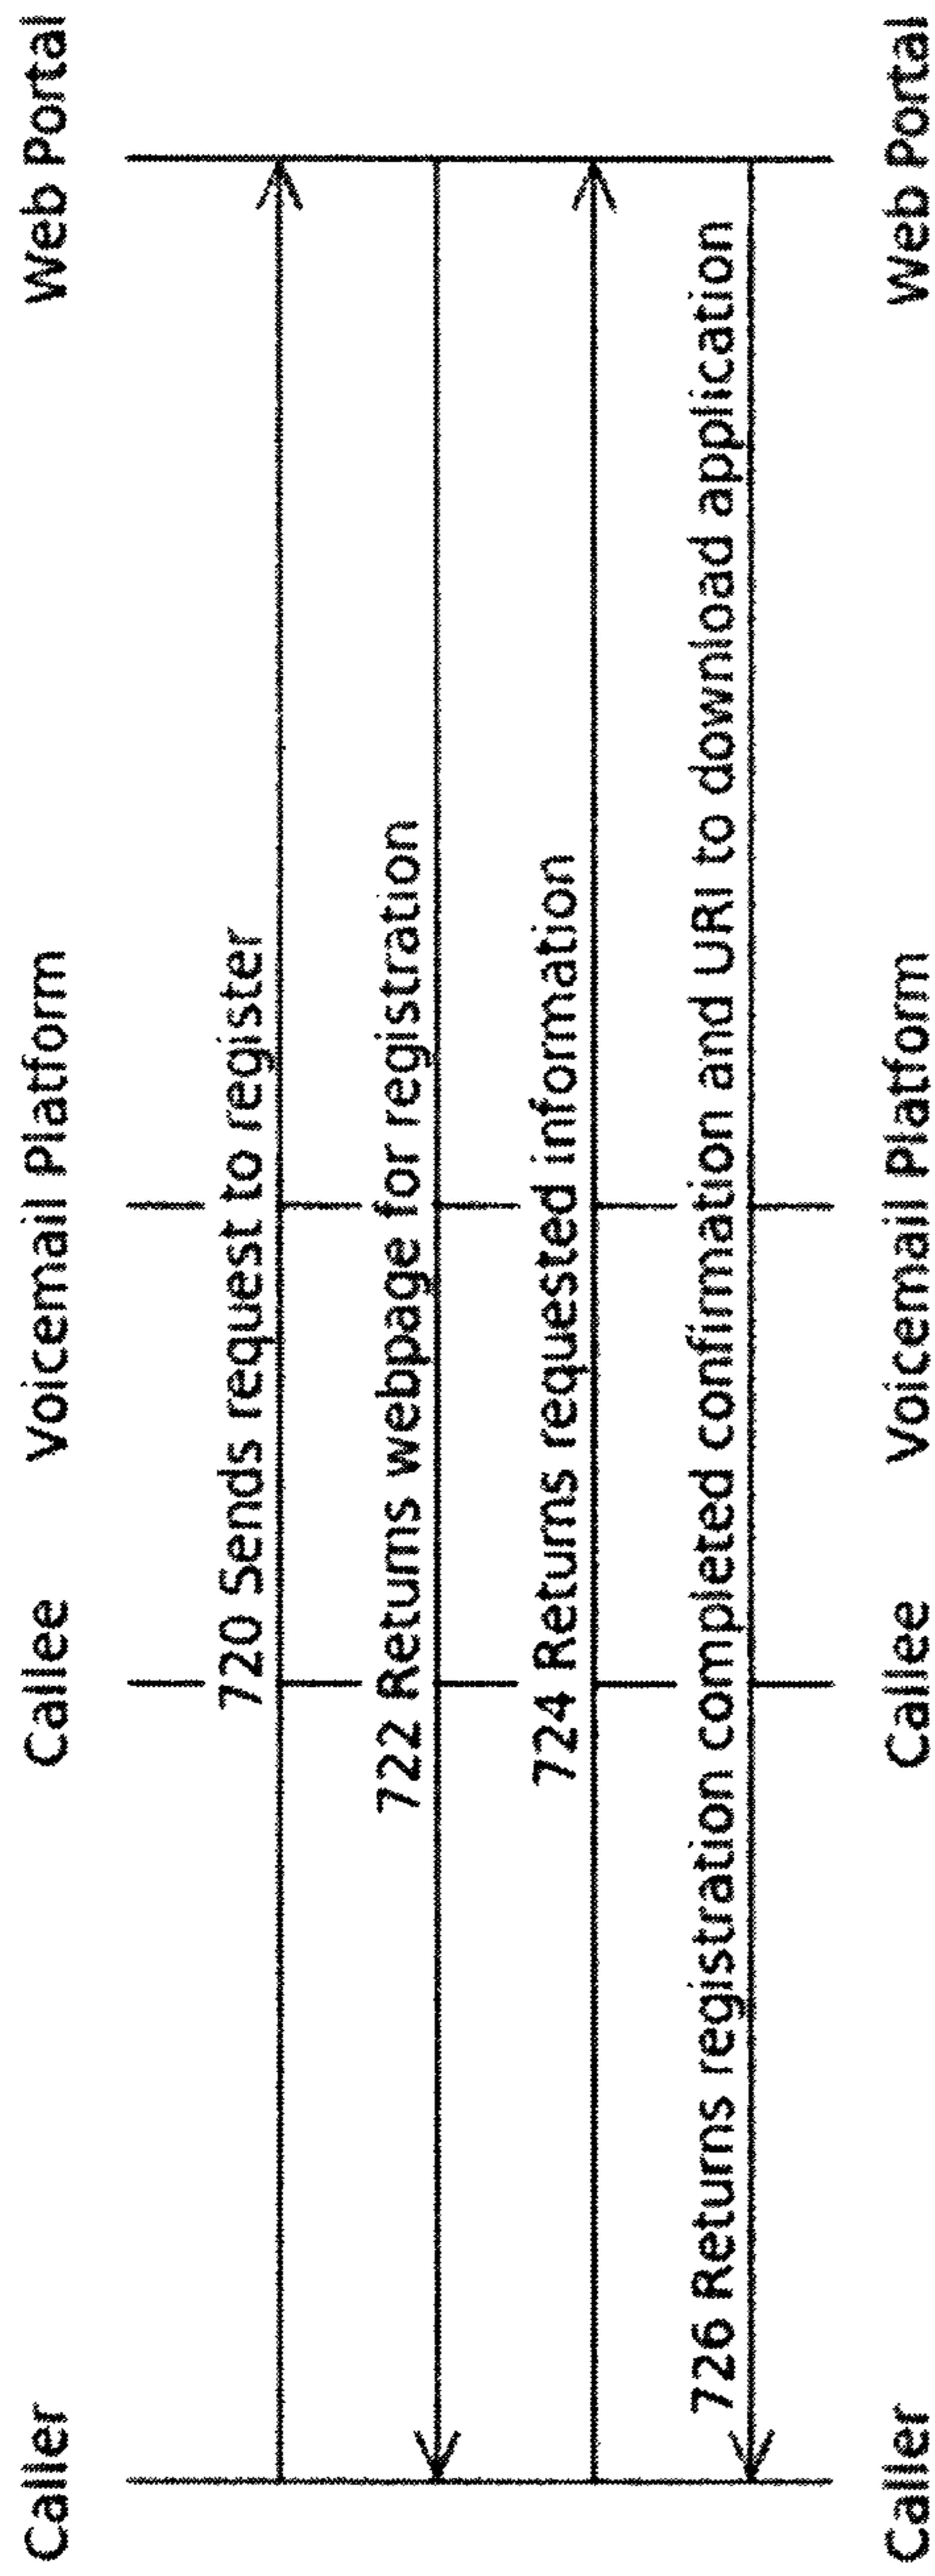 Caller Callee Voicemail Platform Web Portal
720 Sends request to register
722 Returns webpage for registration
724 Returns requested information
726 Returns registration completed confirmation and URI to download application
Caller Callee Voicemail Platform Web Portal